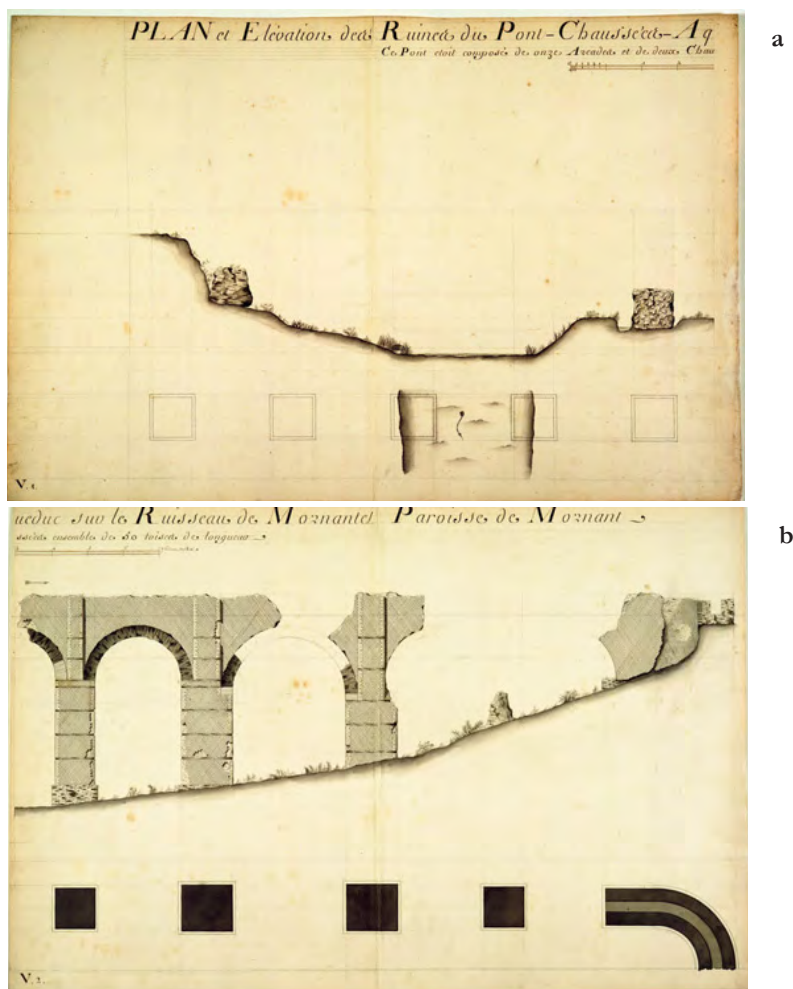 PLAN et Elévation des Ruines du Pont-Chaussées-Aq
Ce Pont etoit composé de onze Arcades et de deux Chau
a
V. 1.
ueduc sur le Ruisseau de Mornantet Paroisse de Mornant
ssées ensemble de 50 toises de longueur
b
V. 2.